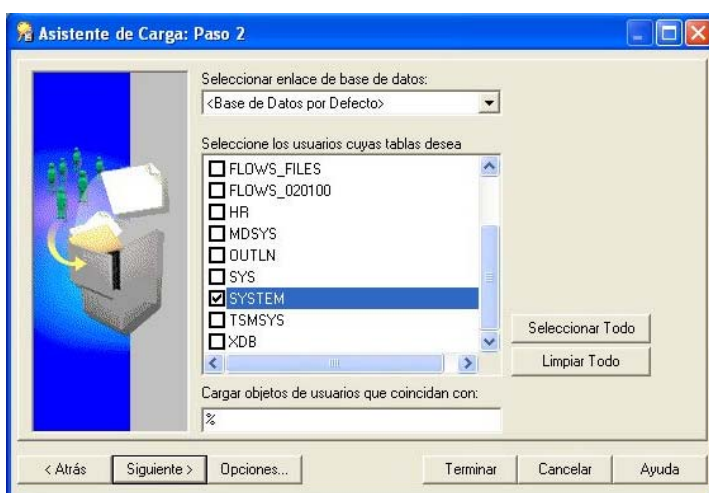 Asistente de Carga: Paso 2
Seleccionar enlace de base de datos:
<Base de Datos por Defecto>
Seleccione los usuarios cuyas tablas desea
FLOWS_FILES
FLOWS_020100
HR
MDSYS
OUTLN
SYS
SYSTEM
TSMSYS
XDB
Seleccionar Todo
Limpiar Todo
Cargar objetos de usuarios que coincidan con:
%
< Atrás Siguiente > Opciones... Terminar Cancelar Ayuda